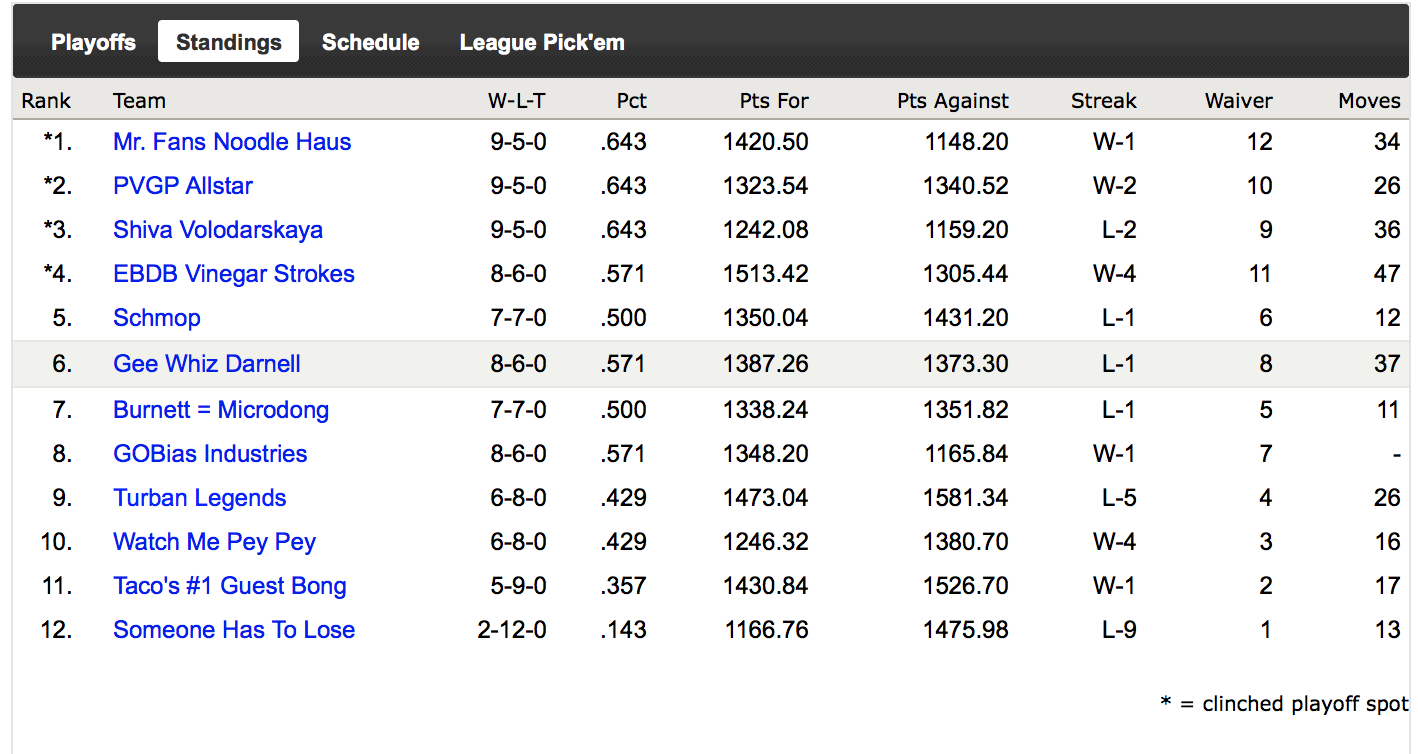 Playoffs Standings Schedule League Pick'em
Rank Team W-L-T Pct Pts For Pts Against Streak Waiver Moves
*1. Mr. Fans Noodle Haus 9-5-0 .643 1420.50 1148.20 W-1 12 34
*2. PVGP Allstar 9-5-0 .643 1323.54 1340.52 W-2 10 26
*3. Shiva Volodarskaya 9-5-0 .643 1242.08 1159.20 L-2 9 36
*4. EBDB Vinegar Strokes 8-6-0 .571 1513.42 1305.44 W-4 11 47
5. Schmop 7-7-0 .500 1350.04 1431.20 L-1 6 12
6. Gee Whiz Darnell 8-6-0 .571 1387.26 1373.30 L-1 8 37
7. Burnett = Microdong 7-7-0 .500 1338.24 1351.82 L-1 5 11
8. GOBias Industries 8-6-0 .571 1348.20 1165.84 W-1 7 -
9. Turban Legends 6-8-0 .429 1473.04 1581.34 L-5 4 26
10. Watch Me Pey Pey 6-8-0 .429 1246.32 1380.70 W-4 3 16
11. Taco's #1 Guest Bong 5-9-0 .357 1430.84 1526.70 W-1 2 17
12. Someone Has To Lose 2-12-0 .143 1166.76 1475.98 L-9 1 13
* = clinched playoff spot